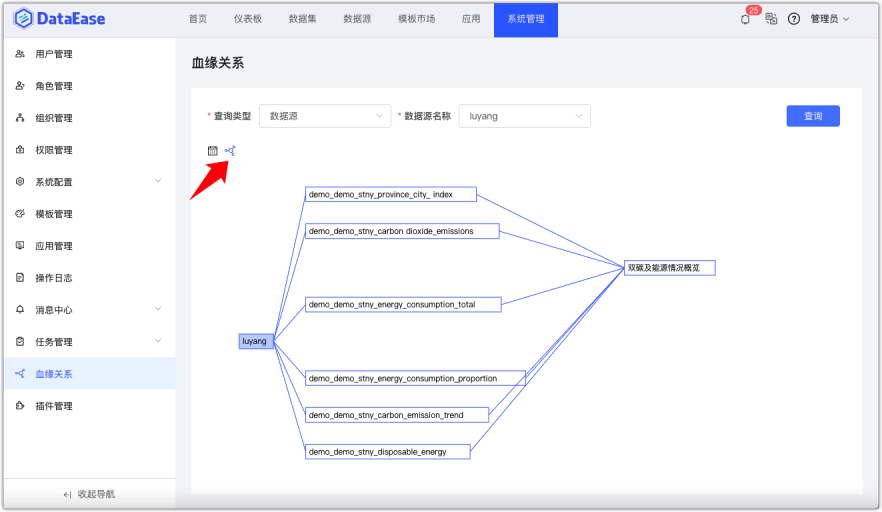 DataEase
首页 仪表板 数据集 数据源 模板市场 应用 系统管理 25 管理员
用户管理
角色管理
组织管理
权限管理
系统配置
模板管理
应用管理
操作日志
消息中心
任务管理
血缘关系
插件管理
收起导航
血缘关系
* 查询类型 数据源 * 数据源名称 luyang 查询
demo_demo_stny_province_city_ index
demo_demo_stny_carbon dioxide_emissions
双碳及能源情况概览
demo_demo_stny_energy_consumption_total
luyang
demo_demo_stny_energy_consumption_proportion
demo_demo_stny_carbon_emission_trend
demo_demo_stny_disposable_energy